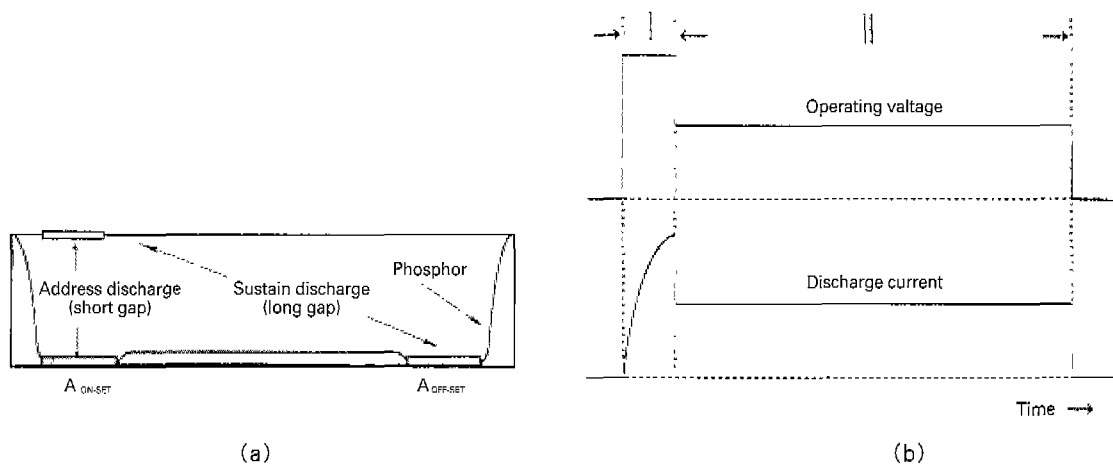 Address discharge
(short gap)
Sustain discharge
(long gap)
Phosphor
A ON-SET
A OFF-SET
(a)
I
II
Operating valtage
Discharge current
Time
(b)